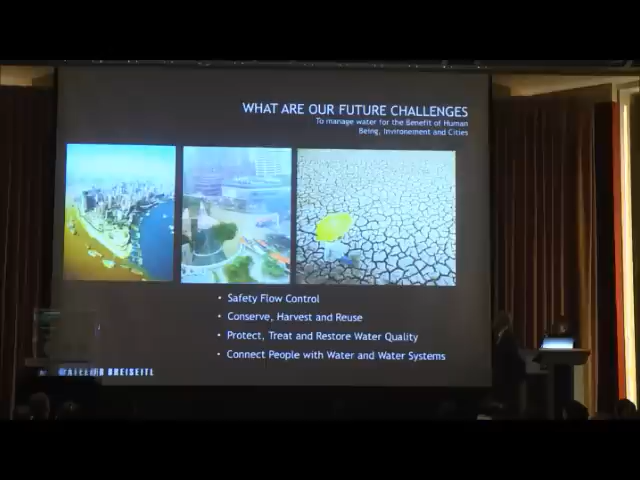 WHAT ARE OUR FUTURE CHALLENGES
To manage water for the Benefit of Human
Being, Environement and Cities
• Safety Flow Control
• Conserve, Harvest and Reuse
• Protect, Treat and Restore Water Quality
• Connect People with Water and Water Systems
ATELIER DREISEITL